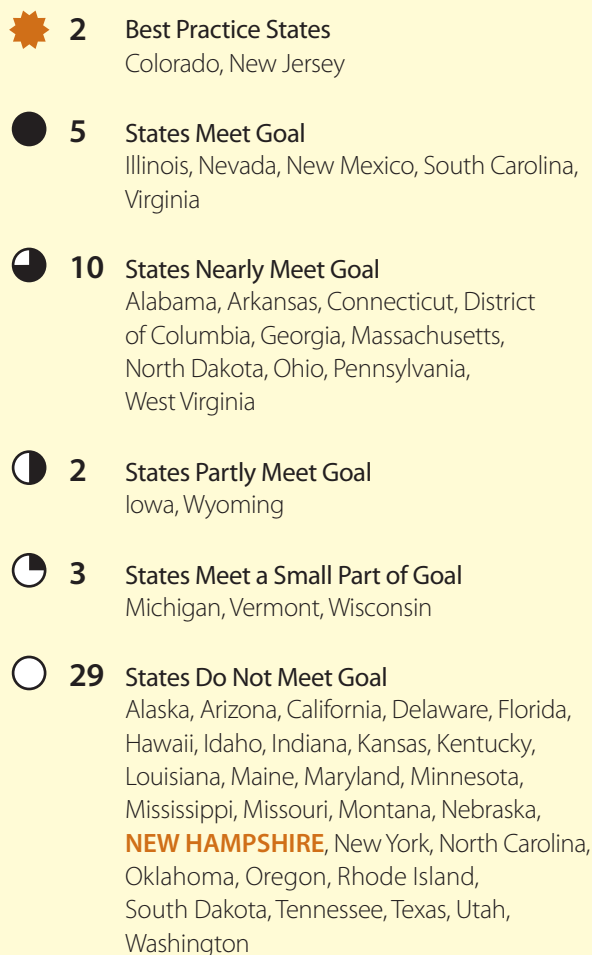 2 Best Practice States
Colorado, New Jersey
5 States Meet Goal
Illinois, Nevada, New Mexico, South Carolina,
Virginia
10 States Nearly Meet Goal
Alabama, Arkansas, Connecticut, District
of Columbia, Georgia, Massachusetts,
North Dakota, Ohio, Pennsylvania,
West Virginia
2 States Partly Meet Goal
Iowa, Wyoming
3 States Meet a Small Part of Goal
Michigan, Vermont, Wisconsin
29 States Do Not Meet Goal
Alaska, Arizona, California, Delaware, Florida,
Hawaii, Idaho, Indiana, Kansas, Kentucky,
Louisiana, Maine, Maryland, Minnesota,
Mississippi, Missouri, Montana, Nebraska,
NEW HAMPSHIRE, New York, North Carolina,
Oklahoma, Oregon, Rhode Island,
South Dakota, Tennessee, Texas, Utah,
Washington